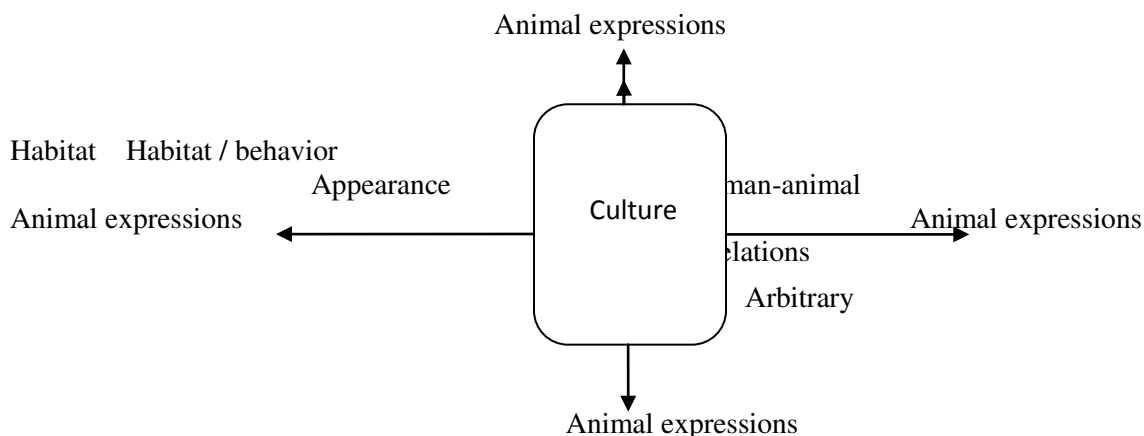 Animal expressions
Habitat Habitat / behavior
Appearance
man-animal
Culture
Animal expressions
Animal expressions
elations
Arbitrary
Animal expressions